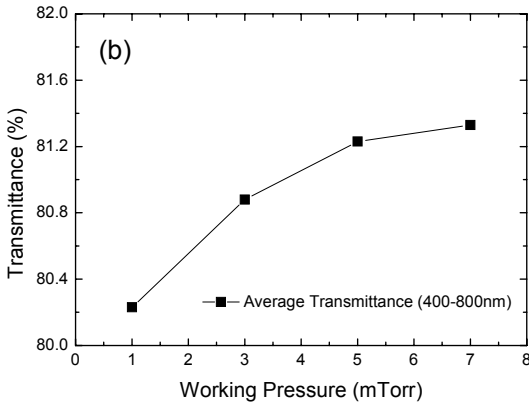 (b)
Transmittance (%)
82.0
81.6
81.2
80.8
80.4
80.0
Average Transmittance (400-800nm)
0 1 2 3 4 5 6 7 8
Working Pressure (mTorr)